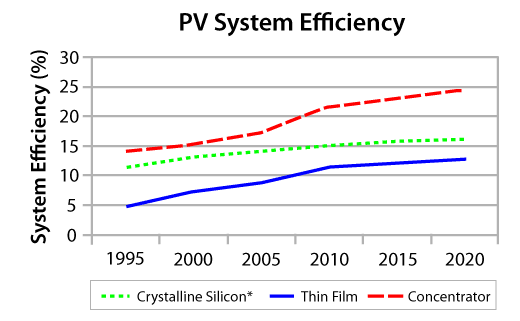 PV System Efficiency
System Efficiency (%)
30
25
20
15
10
5
0
1995 2000 2005 2010 2015 2020
Crystalline Silicon* Thin Film Concentrator